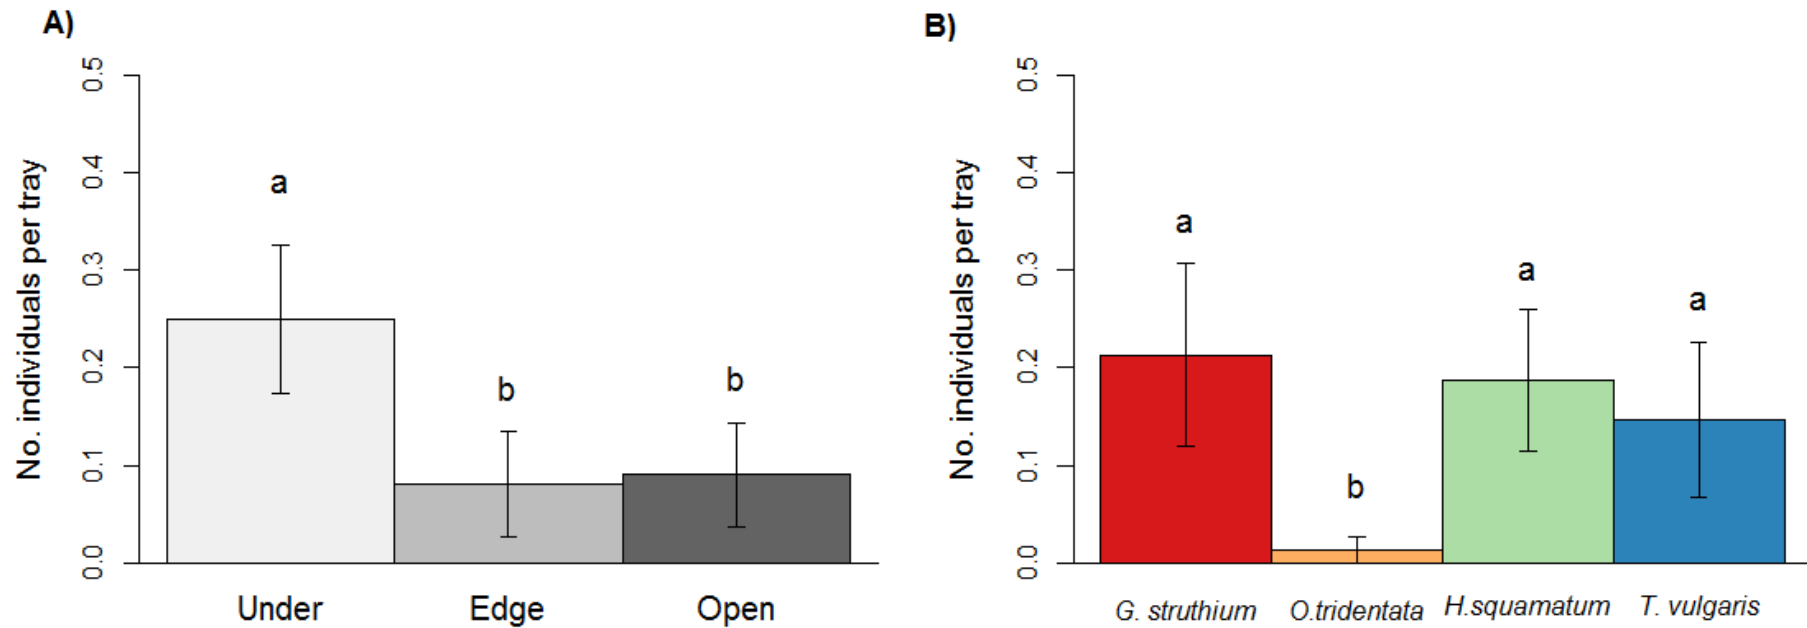 A)
No. individuals per tray
0.5
0.4
0.3
0.2
0.1
0.0
a
b
b
Under
Edge
Open
B)
No. individuals per tray
0.5
0.4
0.3
0.2
0.1
0.0
a
b
a
a
G. struthium
O.tridentata
H.squamatum
T. vulgaris